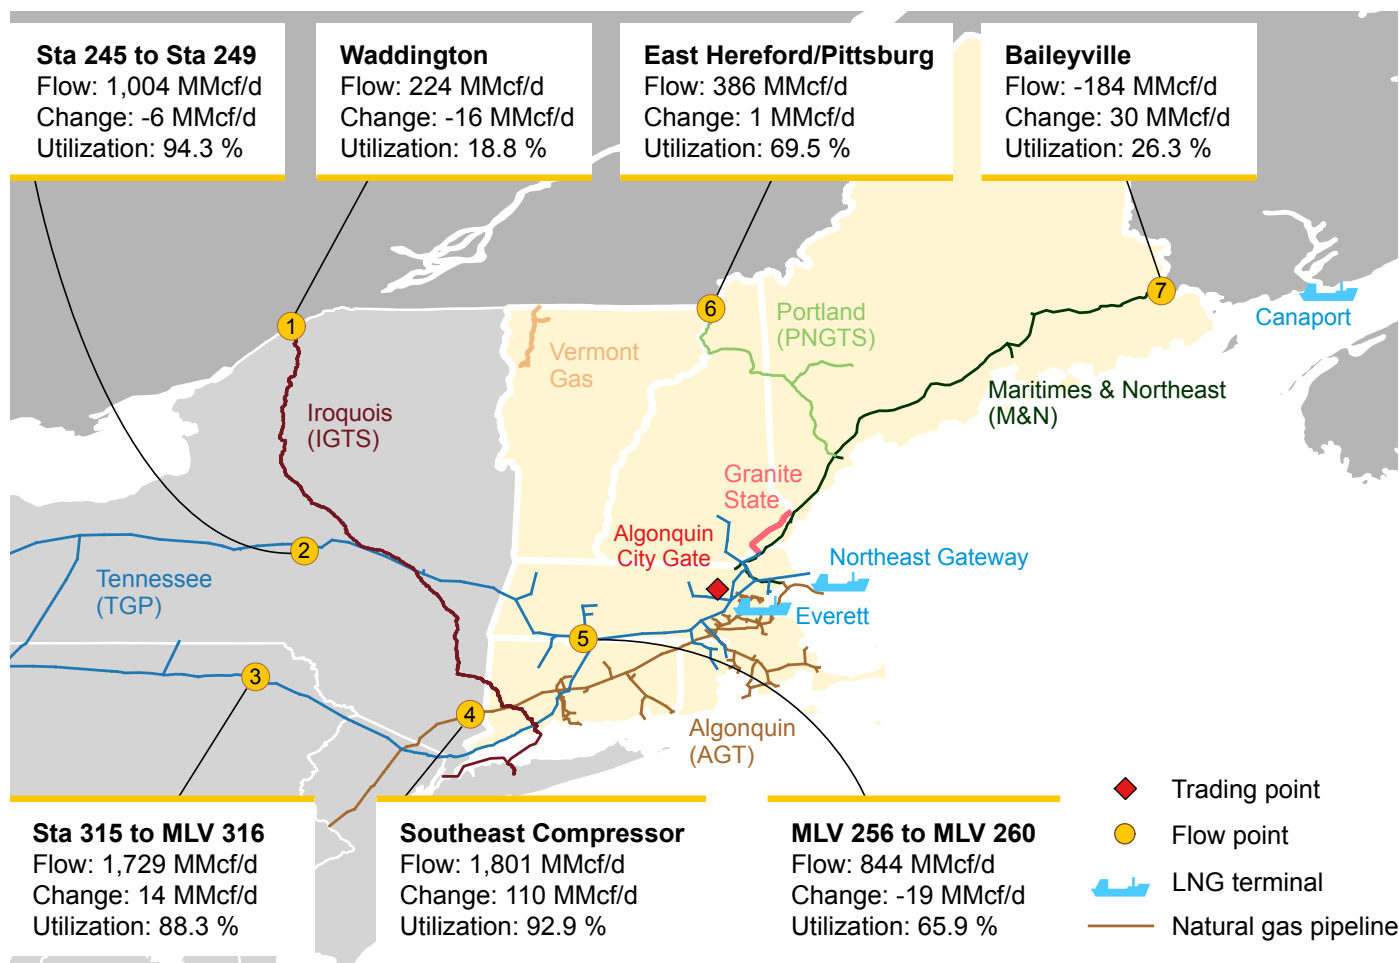 Sta 245 to Sta 249
Flow: 1,004 MMcf/d
Change: -6 MMcf/d
Utilization: 94.3 %
Waddington
Flow: 224 MMcf/d
Change: -16 MMcf/d
Utilization: 18.8 %
East Hereford/Pittsburg
Flow: 386 MMcf/d
Change: 1 MMcf/d
Utilization: 69.5 %
Baileyville
Flow: -184 MMcf/d
Change: 30 MMcf/d
Utilization: 26.3 %
7
Canaport
6
Portland
(PNGTS)
1
Vermont
Gas
Maritimes & Northeast
(M&N)
Iroquois
(IGTS)
Granite
State
Algonquin
City Gate
2
Northeast Gateway
Tennessee
(TGP)
Everett
5
3
4
Algonquin
(AGT)
Sta 315 to MLV 316
Flow: 1,729 MMcf/d
Change: 14 MMcf/d
Utilization: 88.3 %
Southeast Compressor
Flow: 1,801 MMcf/d
Change: 110 MMcf/d
Utilization: 92.9 %
MLV 256 to MLV 260
Flow: 844 MMcf/d
Change: -19 MMcf/d
Utilization: 65.9 %
Trading point
Flow point
LNG terminal
Natural gas pipeline